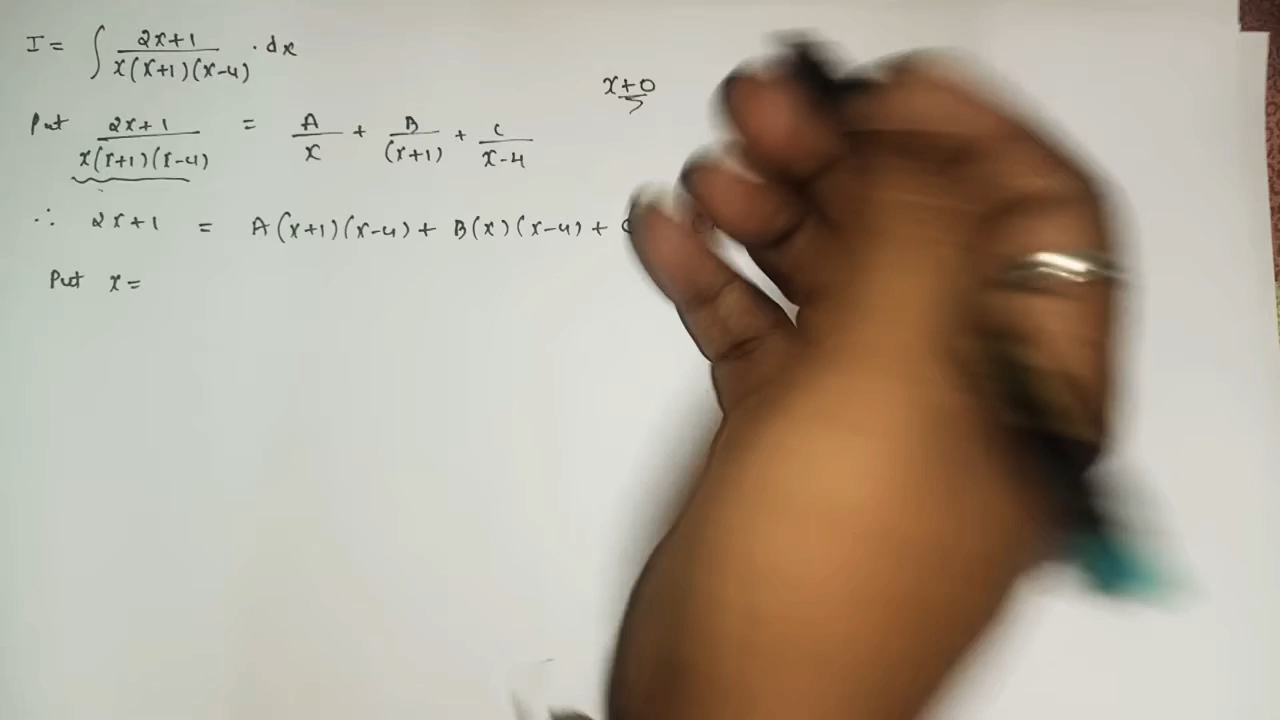 I = ∫ 2x+1 / x(x+1)(x-4) · dx
x+0
Put 2x+1 / x(x+1)(x-4) = A / x + B / (x+1) + C / x-4
∴ 2x+1 = A(x+1)(x-4) + B(x)(x-4) +
Put x =